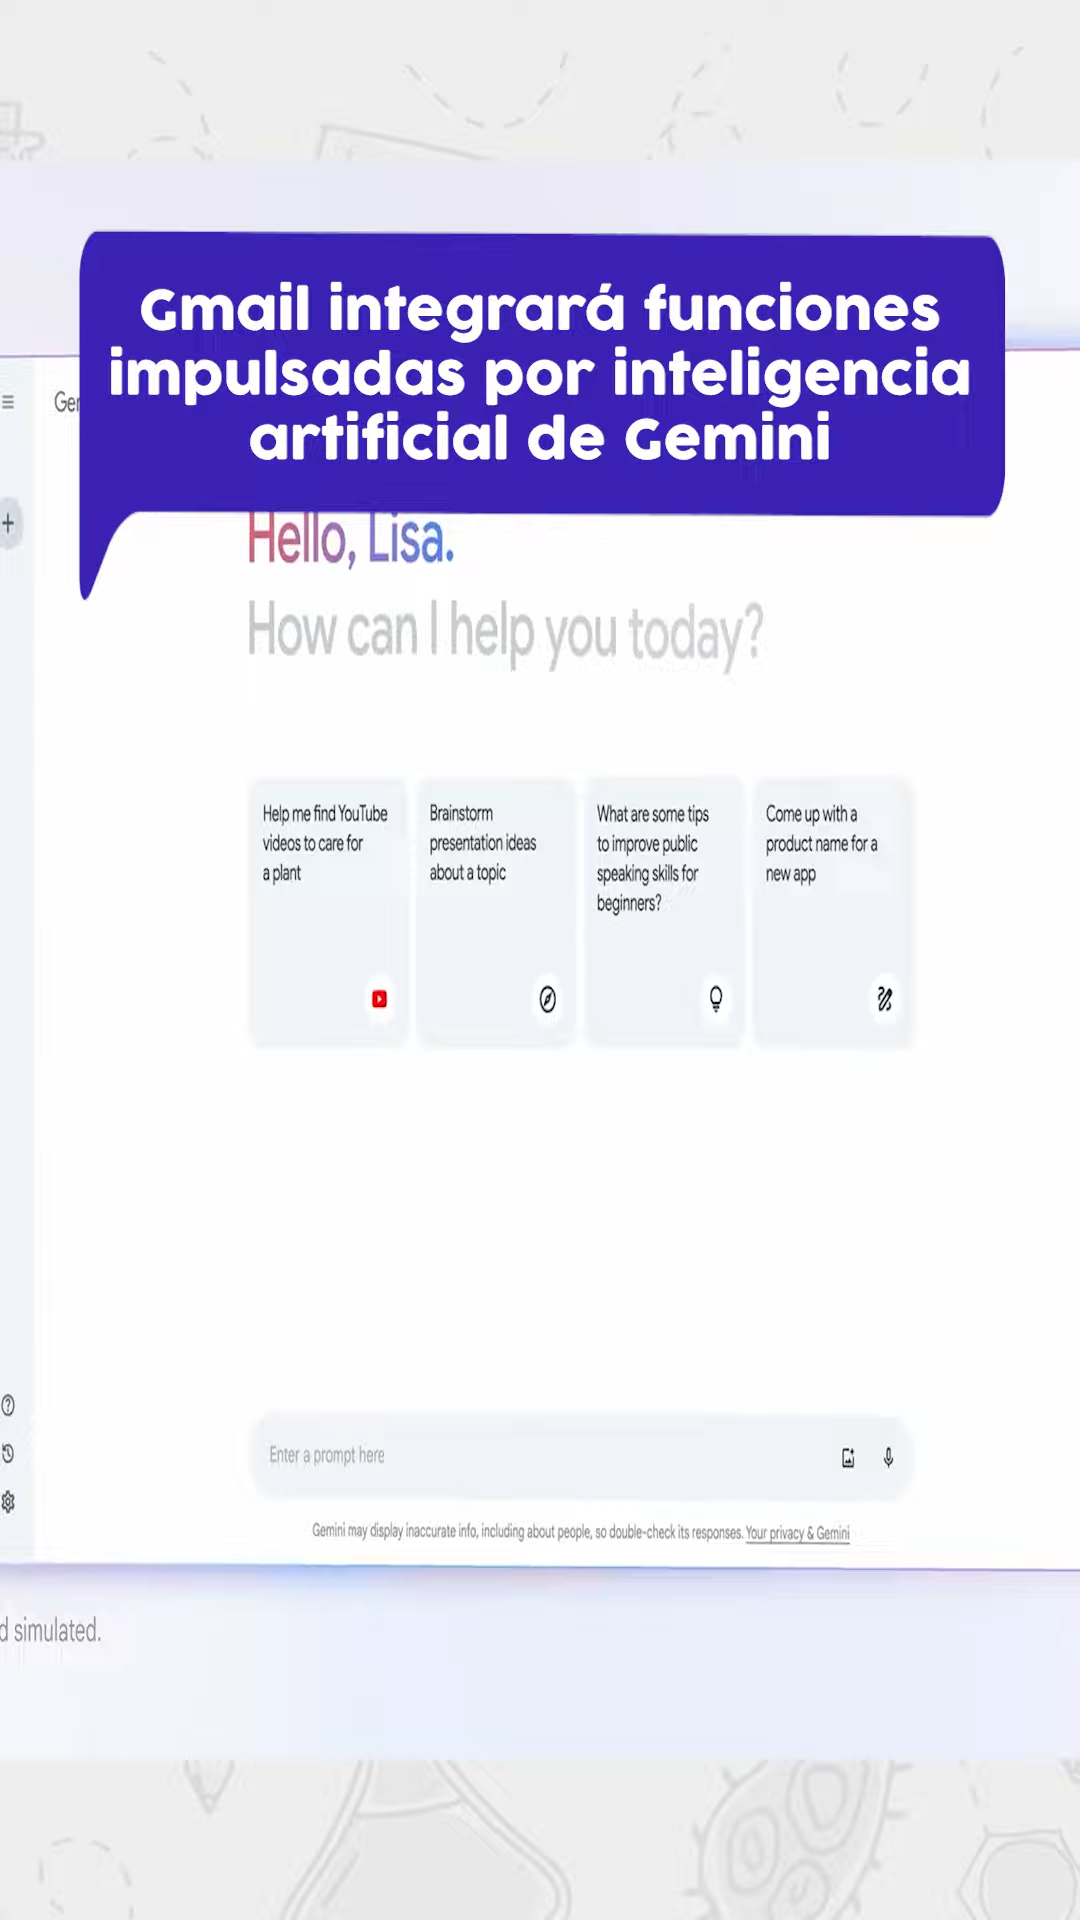 Gmail integrará funciones
impulsadas por inteligencia
artificial de Gemini
Hello, Lisa.
How can I help you today?
Help me find YouTube
videos to care for
a plant
Brainstorm
presentation ideas
about a topic
What are some tips
to improve public
speaking skills for
beginners?
Come up with a
product name for a
new app
Enter a prompt here
Gemini may display inaccurate info, including about people, so double-check its responses. Your privacy & Gemini
simulated.